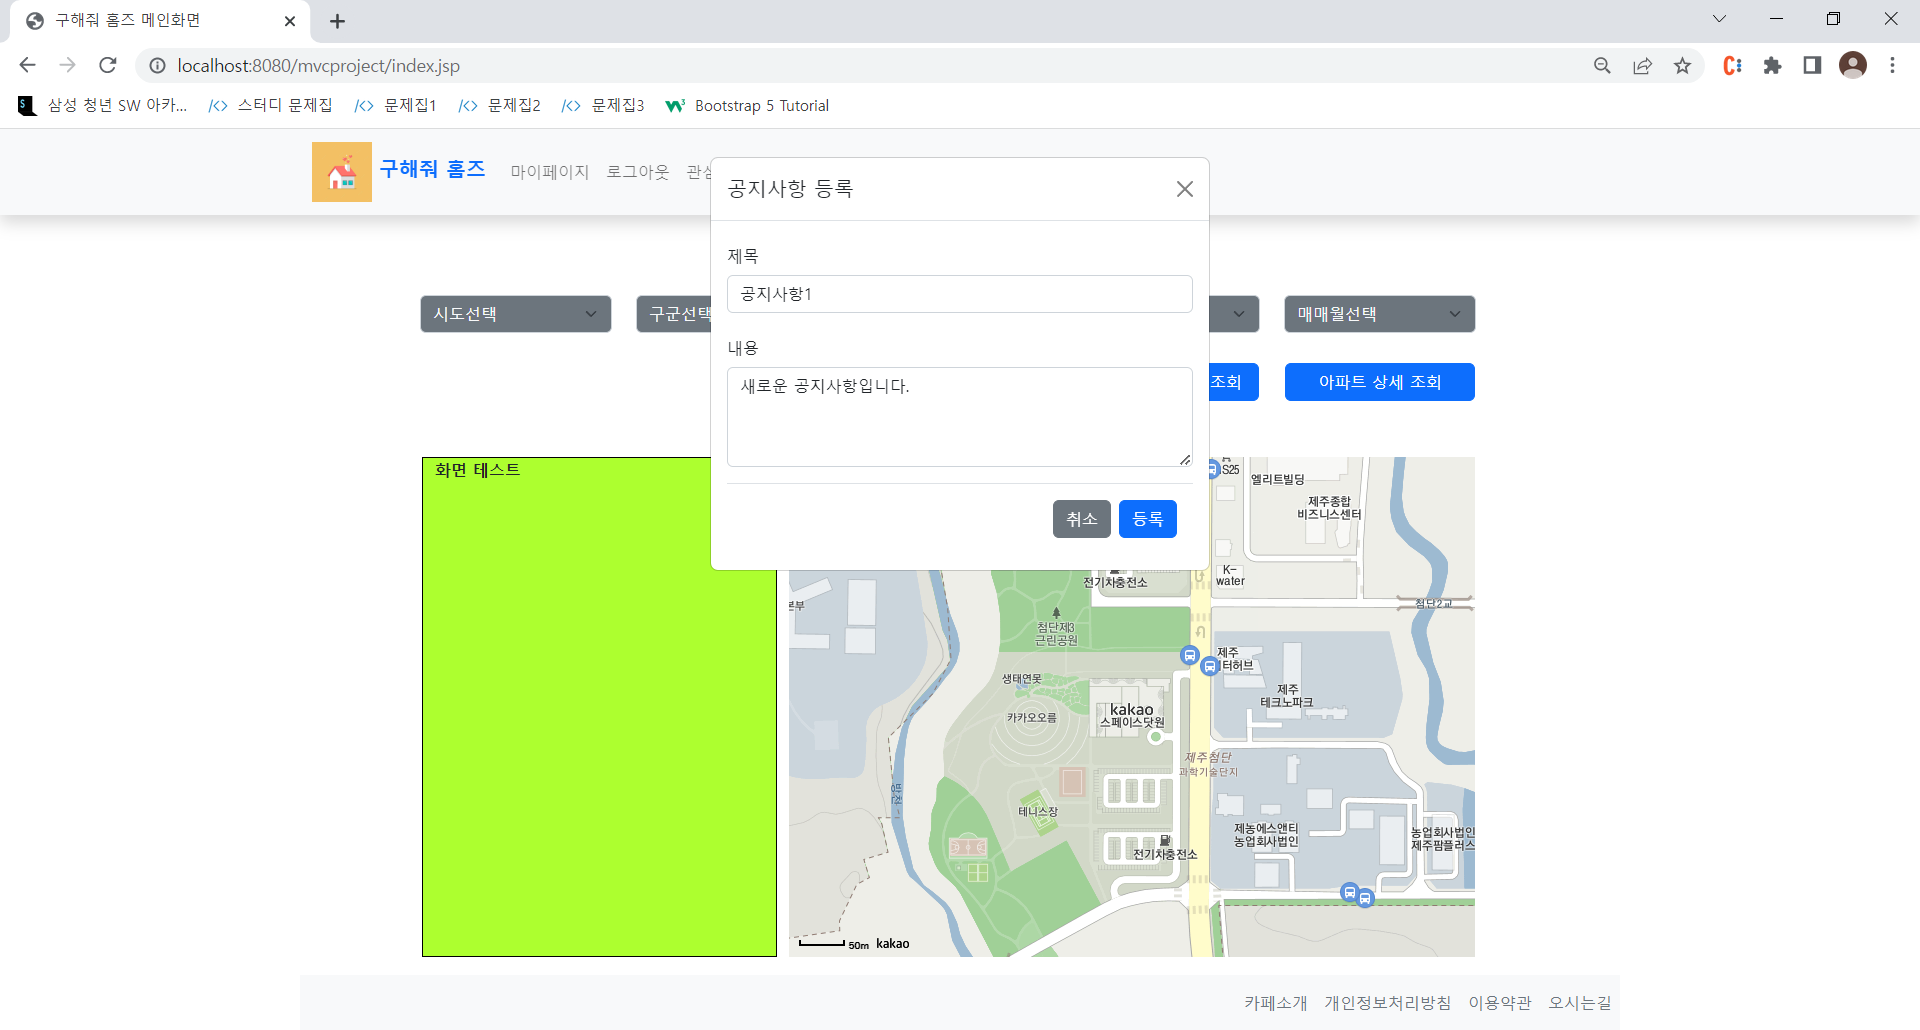 구해줘 홈즈 메인화면
localhost:8080/mvcproject/index.jsp
삼성 청년 SW 아카... 스터디 문제집 문제집1 문제집2 문제집3 Bootstrap 5 Tutorial
구해줘 홈즈 마이페이지 로그아웃
공지사항 등록
제목
공지사항1
내용
새로운 공지사항입니다.
취소 등록
시도선택 구군선택 매매월선택
조회 아파트 상세 조회
화면 테스트
S25
엘리트빌딩
제주종합
비즈니스센터
K-
water
전기차충전소
첨단2교
본부
첨단제3
근린공원
제주
생태연못
제주
테크노파크
kakao
스페이스닷원
카카오오름
제주첨단
과학기술단지
테니스장
제농에스앤티
농업회사법인
농업회사법인
제주팜플러스
전기차충전소
50m kakao
카페소개 개인정보처리방침 이용약관 오시는길